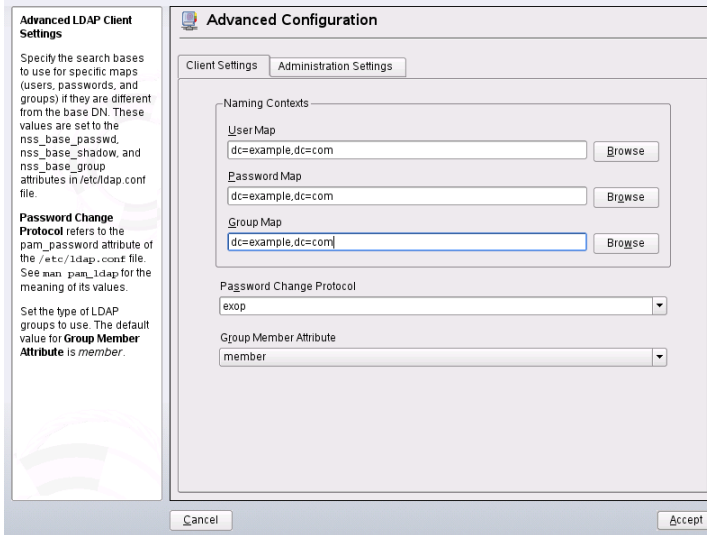 Advanced LDAP Client
Settings
Specify the search bases
to use for specific maps
(users, passwords, and
groups) if they are different
from the base DN. These
values are set to the
nss_base_passwd,
nss_base_shadow, and
nss_base_group
attributes in /etc/ldap.conf
file.
Password Change
Protocol refers to the
pam_password attribute of
the /etc/ldap.conf file.
See man pam_ldap for the
meaning of its values.
Set the type of LDAP
groups to use. The default
value for Group Member
Attribute is member.
Advanced Configuration
Client Settings
Administration Settings
Naming Contexts
User Map
dc=example,dc=com
Browse
Password Map
dc=example,dc=com
Browse
Group Map
dc=example,dc=com
Browse
Password Change Protocol
exop
Group Member Attribute
member
Cancel
Accept